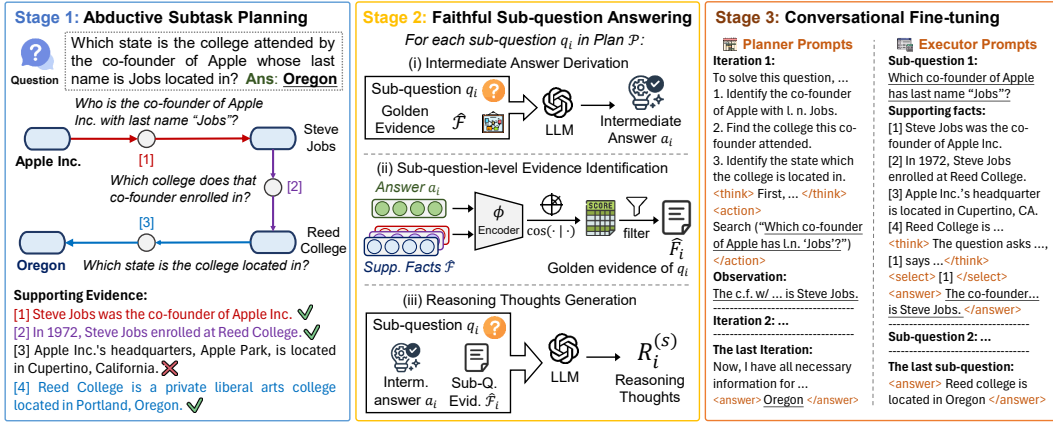 Stage 1: Abductive Subtask Planning
Question
Which state is the college attended by
the co-founder of Apple whose last
name is Jobs located in? Ans: Oregon
Who is the co-founder of Apple
Inc. with last name “Jobs”?
Apple Inc.
[1]
Steve
Jobs
Which college does that
co-founder enrolled in?
[2]
[3]
Reed
College
Oregon
Which state is the college located in?
Supporting Evidence:
[1] Steve Jobs was the co-founder of Apple Inc.
[2] In 1972, Steve Jobs enrolled at Reed College.
[3] Apple Inc.'s headquarters, Apple Park, is located
in Cupertino, California.
[4] Reed College is a private liberal arts college
located in Portland, Oregon.
Stage 2: Faithful Sub-question Answering
For each sub-question qᵢ in Plan 𝒫:
(i) Intermediate Answer Derivation
Sub-question qᵢ
Golden
Evidence
ℱ̂
LLM
Intermediate
Answer aᵢ
(ii) Sub-question-level Evidence Identification
Answer aᵢ
Supp. Facts ℱ̂
ϕ
Encoder
cos(· | ·)
SCORE
filter
F̂ᵢ
Golden evidence of qᵢ
(iii) Reasoning Thoughts Generation
Sub-question qᵢ
Interm.
answer aᵢ
Sub-Q.
Evid. ℱ̂ᵢ
LLM
Rᵢ⁽ˢ⁾
Reasoning
Thoughts
Stage 3: Conversational Fine-tuning
Planner Prompts
Iteration 1:
To solve this question, ...
1. Identify the co-founder
of Apple with l. n. Jobs.
2. Find the college this co-
founder attended.
3. Identify the state which
the college is located in.
<think> First, ... </think>
<action>
Search (“Which co-founder
of Apple has l.n. ‘Jobs’?”)
</action>
Observation:
The c.f. w/ ... is Steve Jobs.
Iteration 2: ...
The last Iteration:
Now, I have all necessary
information for ...
<answer> Oregon </answer>
Executor Prompts
Sub-question 1:
Which co-founder of Apple
has last name “Jobs”?
Supporting facts:
[1] Steve Jobs was the co-
founder of Apple Inc.
[2] In 1972, Steve Jobs
enrolled at Reed College.
[3] Apple Inc.'s headquarter
is located in Cupertino, CA.
[4] Reed College is ...
<think> The question asks ...,
[1] says ...</think>
<select> [1] </select>
<answer> The co-founder...
is Steve Jobs. </answer>
Sub-question 2: ...
The last sub-question:
<answer> Reed college is
located in Oregon </answer>